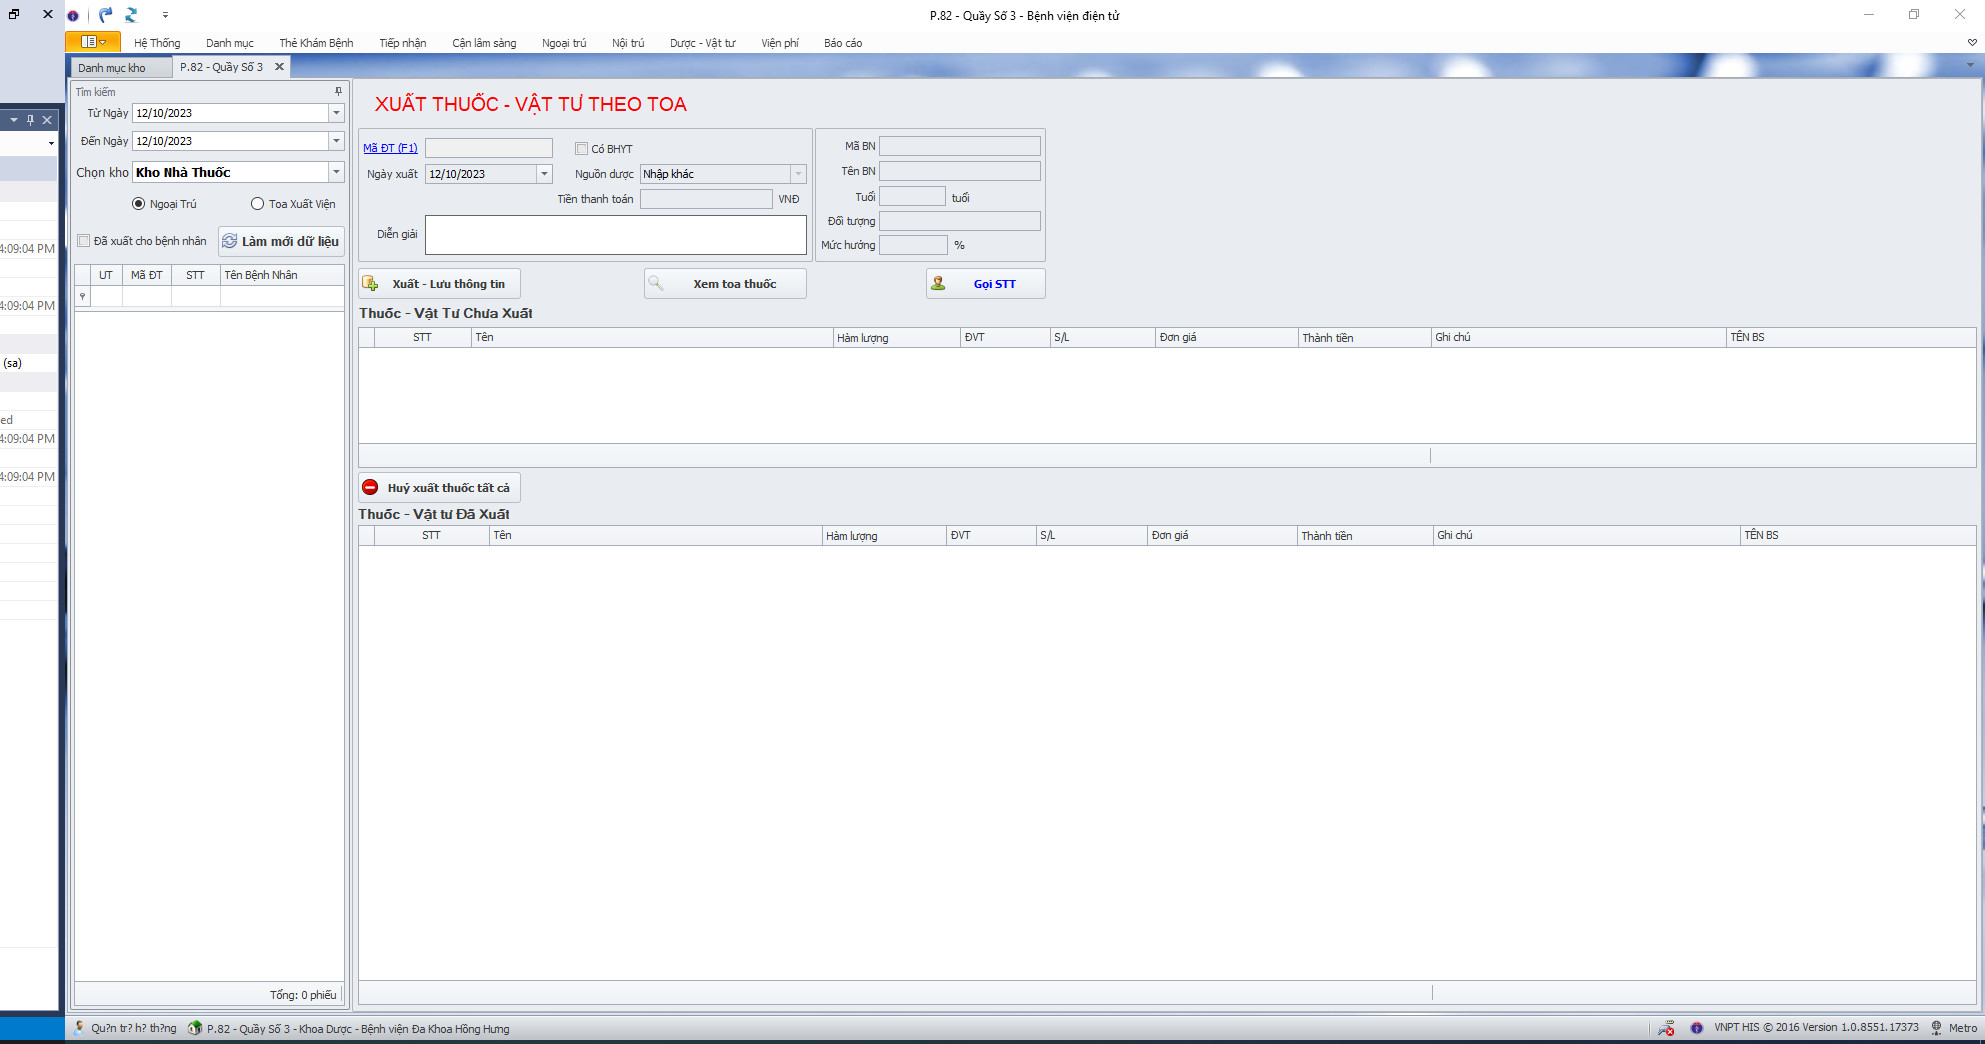 P.82 - Quầy Số 3 - Bệnh viện điện tử
Hệ Thống Danh mục Thẻ Khám Bệnh Tiếp nhận Cận lâm sàng Ngoại trú Nội trú Dược - Vật tư Viện phí Báo cáo
Danh mục kho P.82 - Quầy Số 3
Tìm kiếm
Từ Ngày 12/10/2023
Đến Ngày 12/10/2023
Chọn kho Kho Nhà Thuốc
Ngoại Trú Toa Xuất Viện
Đã xuất cho bệnh nhân Làm mới dữ liệu
UT Mã ĐT STT Tên Bệnh Nhân
Tổng: 0 phiếu
XUẤT THUỐC - VẬT TƯ THEO TOA
Mã ĐT (F1) Có BHYT
Ngày xuất 12/10/2023 Nguồn dược Nhập khác
Tiền thanh toán VNĐ
Diễn giải
Mã BN
Tên BN
Tuổi tuổi
Đối tượng
Mức hưởng %
Xuất - Lưu thông tin Xem toa thuốc Gọi STT
Thuốc - Vật Tư Chưa Xuất
STT Tên Hàm lượng ĐVT S/L Đơn giá Thành tiền Ghi chú TÊN BS
Huỷ xuất thuốc tất cả
Thuốc - Vật tư Đã Xuất
STT Tên Hàm lượng ĐVT S/L Đơn giá Thành tiền Ghi chú TÊN BS
4:09:04 PM
4:09:04 PM
(sa)
ed
4:09:04 PM
4:09:04 PM
Qu?n tr? h? th?ng P.82 - Quầy Số 3 - Khoa Dược - Bệnh viện Đa Khoa Hồng Hưng VNPT HIS © 2016 Version 1.0.8551.17373 Metro